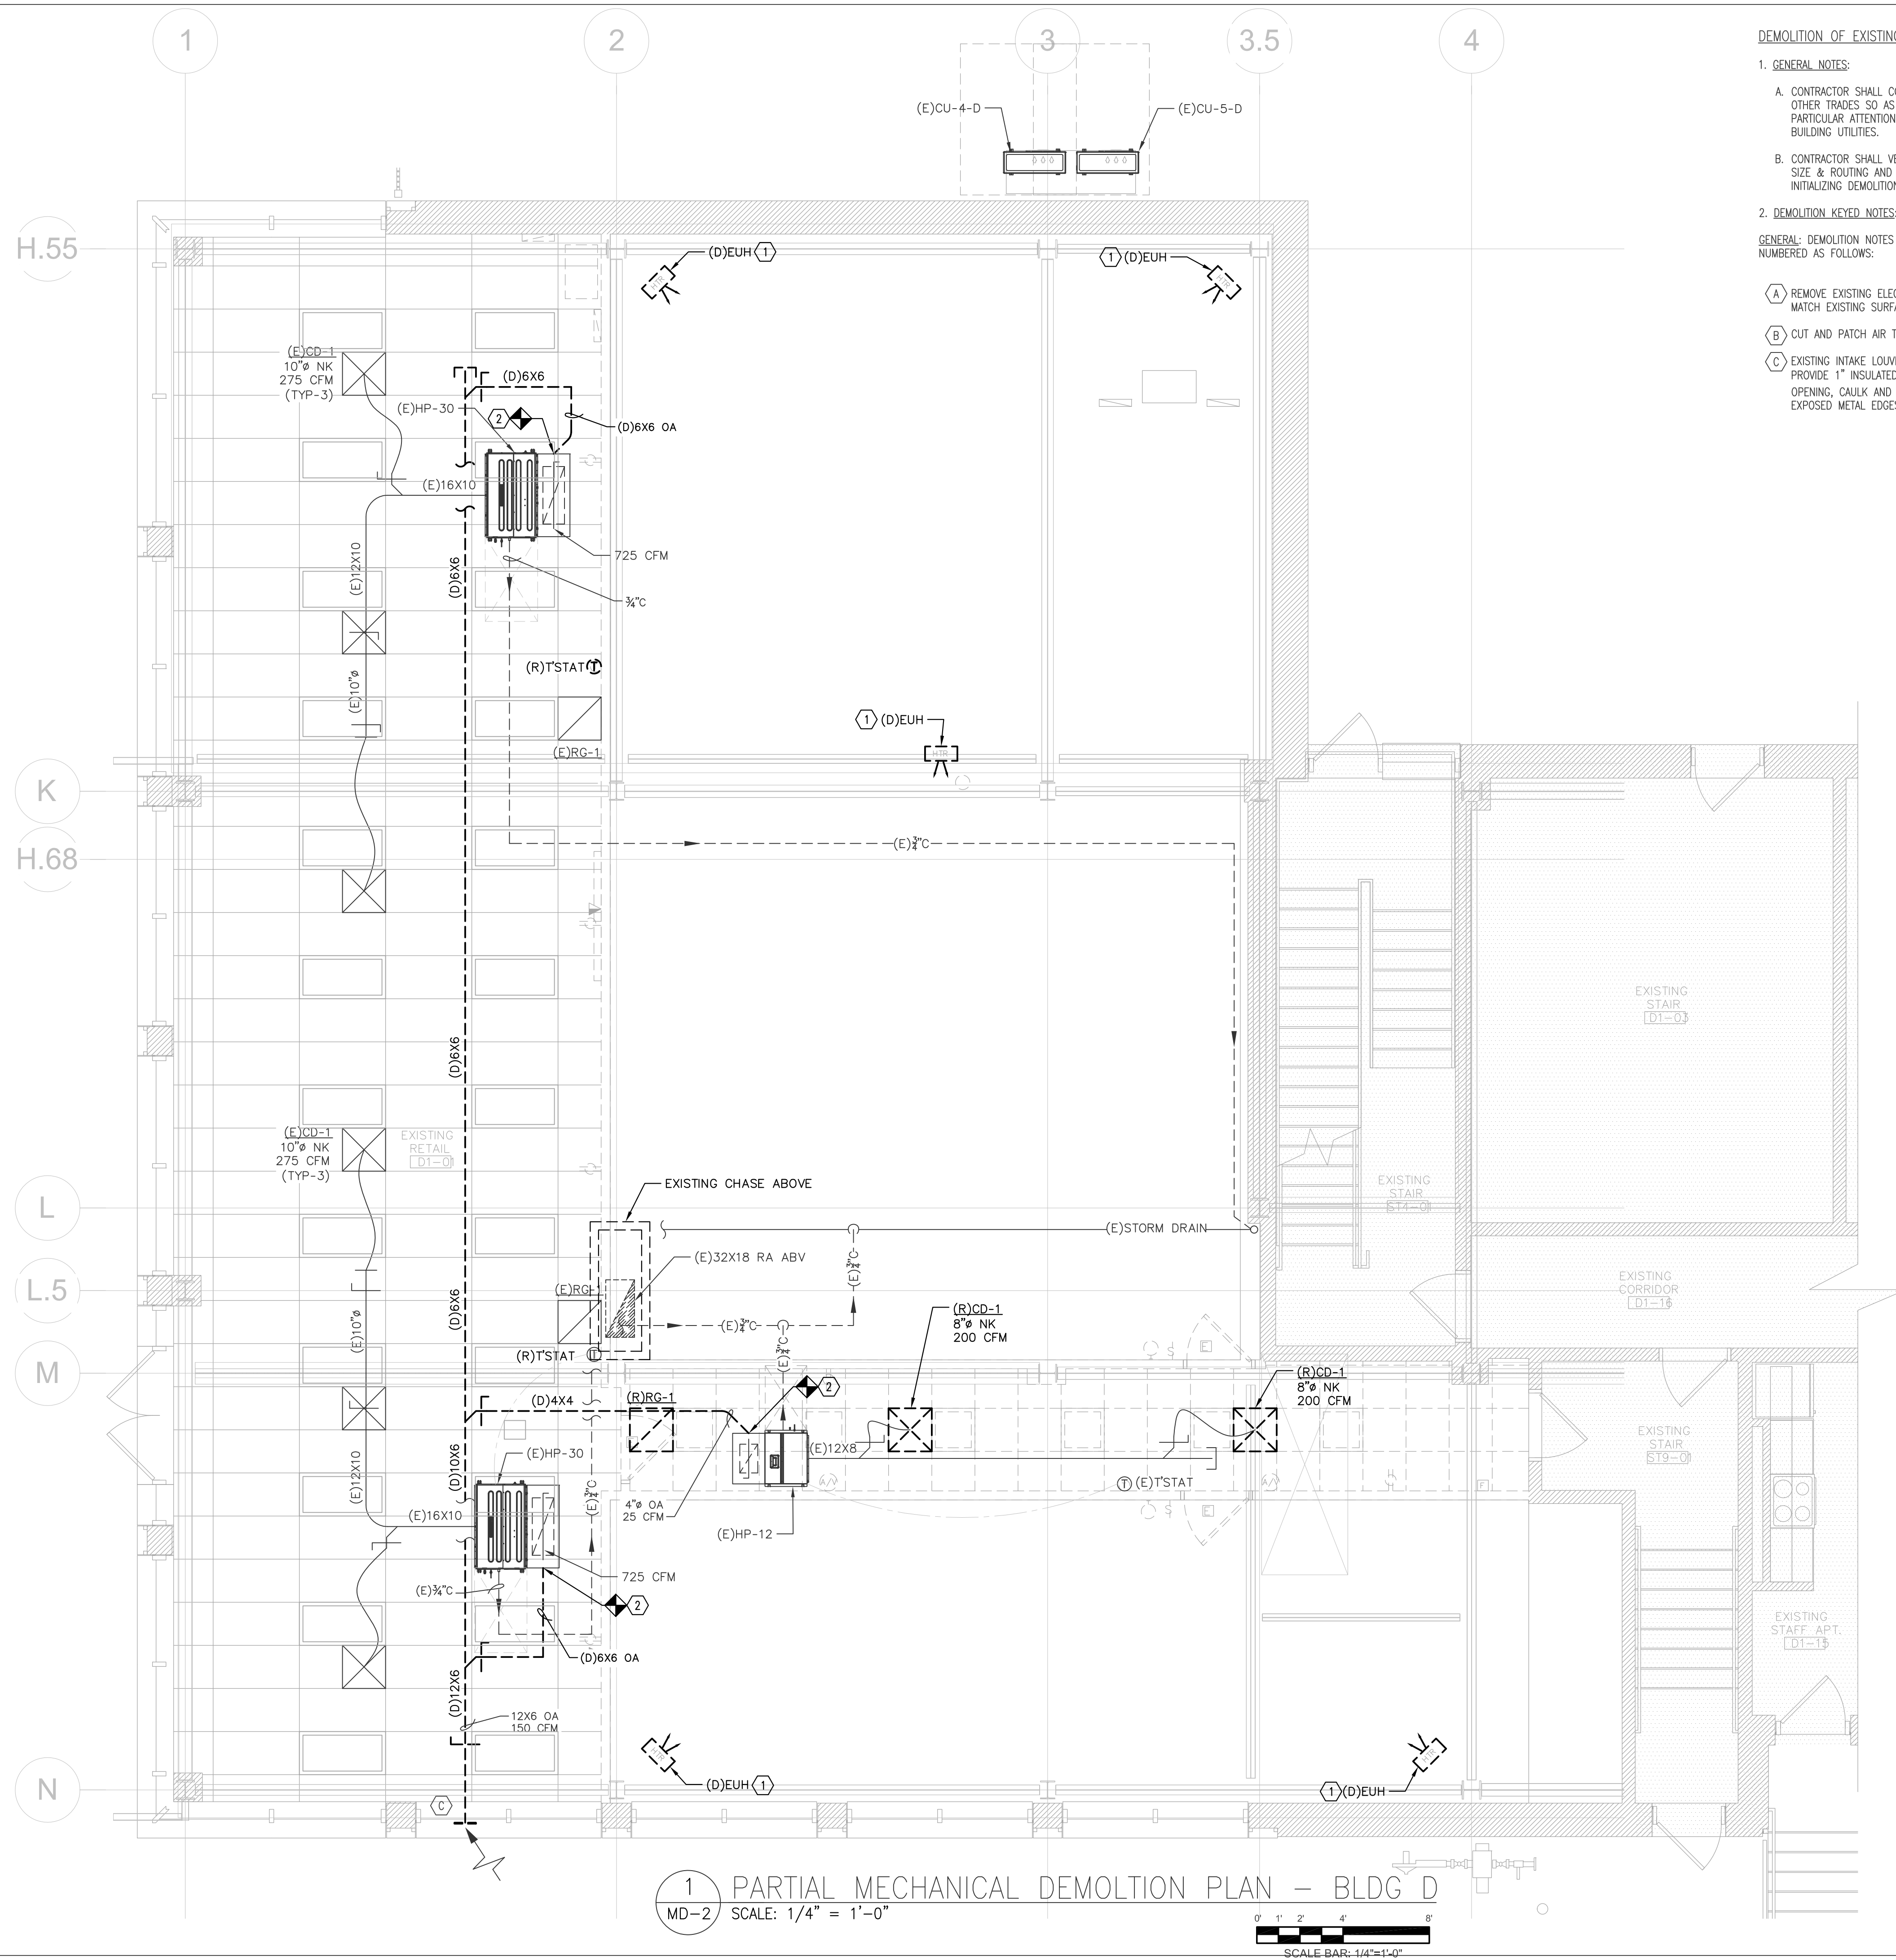 1
2
3
3.5
4
DEMOLITION OF EXISTING
1. GENERAL NOTES:
A. CONTRACTOR SHALL
OTHER TRADES SO AS
PARTICULAR ATTENTION
BUILDING UTILITIES.
B. CONTRACTOR SHALL
SIZE & ROUTING AND
INITIALIZING
2. DEMOLITION KEYED NOTES:
GENERAL: DEMOLITION NOTES
NUMBERED AS FOLLOWS:
A REMOVE EXISTING
MATCH EXISTING
B CUT AND PATCH AIR
C EXISTING INTAKE
PROVIDE 1" INSULATED
OPENING, CAULK AND
EXPOSED METAL
(E)CU-4-D
(E)CU-5-D
H.55
(D)EUH 1
1 (D)EUH
HTR
HTR
(E)CD-1
10"ø NK
275 CFM
(TYP-3)
(D)6X6
(E)HP-30
2
(D)6X6 OA
(E)16X10
725 CFM
(E)12X10
(D)6X6
¾"C
(R)T'STAT T
(E)10"ø
1 (D)EUH
HTR
(E)RG-1
K
(E)¾"C
H.68
EXISTING
STAIR
D1-03
(D)6X6
(E)CD-1
10"ø NK
275 CFM
(TYP-3)
EXISTING
RETAIL
D1-01
EXISTING CHASE ABOVE
EXISTING
STAIR
ST4-01
L
(E)STORM DRAIN
(E)32X18 RA ABV
(E)¾"C
L.5
(E)RG-1
EXISTING
CORRIDOR
D1-16
(D)6X6
(E)10"ø
(E)¾"C
(E)¾"C
(R)CD-1
8"ø NK
200 CFM
(R)T'STAT T
M
(D)4X4
(R)RG-1
2
(R)CD-1
8"ø NK
200 CFM
(D)10X6
(E)HP-30
(E)12X8
EXISTING
STAIR
ST9-01
(E)12X10
(E)¾"C
T (E)T'STAT
(E)16X10
4"ø OA
25 CFM
(E)HP-12
S
E
S
E
F
725 CFM
(E)¾"C
2
EXISTING
STAFF APT.
D1-15
(D)6X6 OA
(D)12X6
12X6 OA
150 CFM
HTR
HTR
N
(D)EUH 1
1 (D)EUH
C
1
MD-2
PARTIAL MECHANICAL DEMOLTION PLAN - BLDG D
SCALE: 1/4" = 1'-0"
0' 1' 2' 4' 8'
SCALE BAR: 1/4"=1'-0"